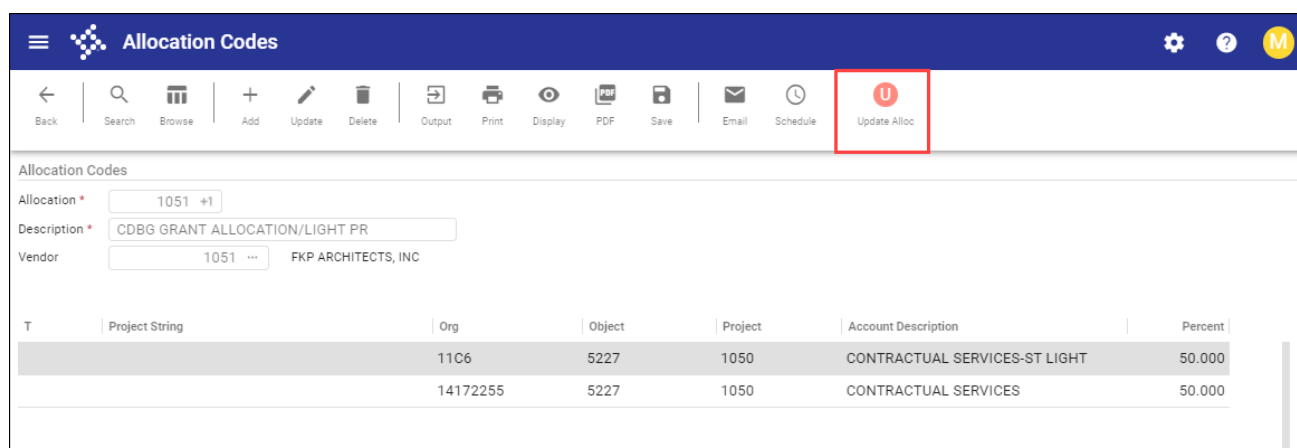 Allocation Codes
M
Back Search Browse Add Update Delete Output Print Display PDF Save Email Schedule U Update Alloc
Allocation Codes
Allocation * 1051 +1
Description * CDBG GRANT ALLOCATION/LIGHT PR
Vendor 1051 ... FKP ARCHITECTS, INC
T Project String Org Object Project Account Description Percent
11C6 5227 1050 CONTRACTUAL SERVICES-ST LIGHT 50.000
14172255 5227 1050 CONTRACTUAL SERVICES 50.000